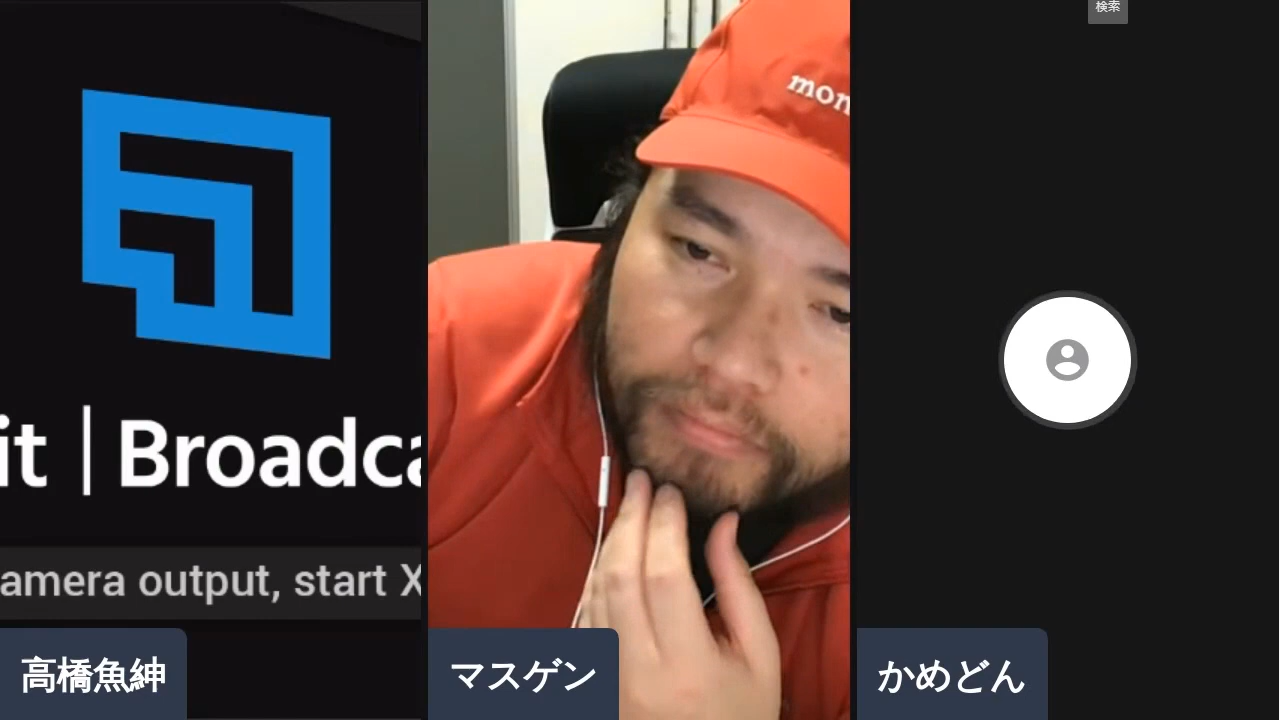 検索
mon
it | Broadca
amera output, start X
高橋魚紳
マスゲン
かめどん